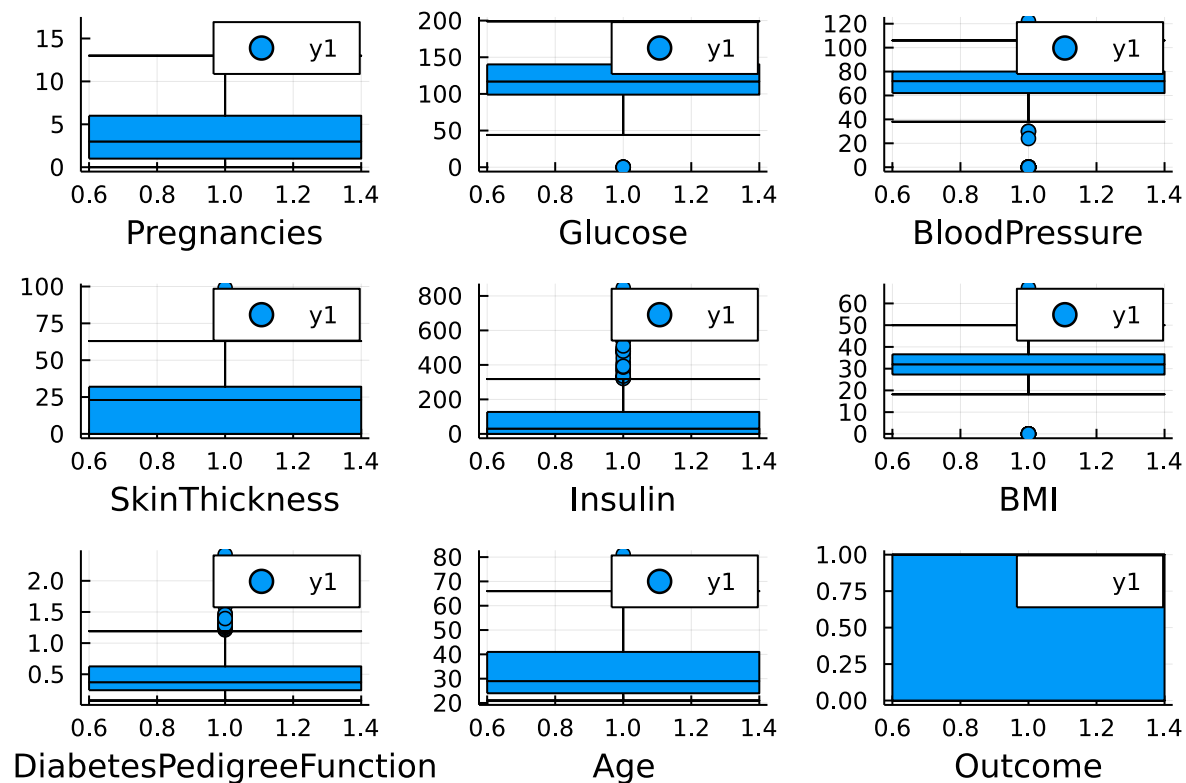 15
10
5
0
y1
0.6 0.8 1.0 1.2 1.4
Pregnancies
200
150
100
50
0
y1
0.6 0.8 1.0 1.2 1.4
Glucose
120
100
80
60
40
20
0
y1
0.6 0.8 1.0 1.2 1.4
BloodPressure
100
75
50
25
0
y1
0.6 0.8 1.0 1.2 1.4
SkinThickness
800
600
400
200
0
y1
0.6 0.8 1.0 1.2 1.4
Insulin
60
50
40
30
20
10
0
y1
0.6 0.8 1.0 1.2 1.4
BMI
2.0
1.5
1.0
0.5
y1
0.6 0.8 1.0 1.2 1.4
DiabetesPedigreeFunction
80
70
60
50
40
30
20
y1
0.6 0.8 1.0 1.2 1.4
Age
1.00
0.75
0.50
0.25
0.00
y1
0.6 0.8 1.0 1.2 1.4
Outcome